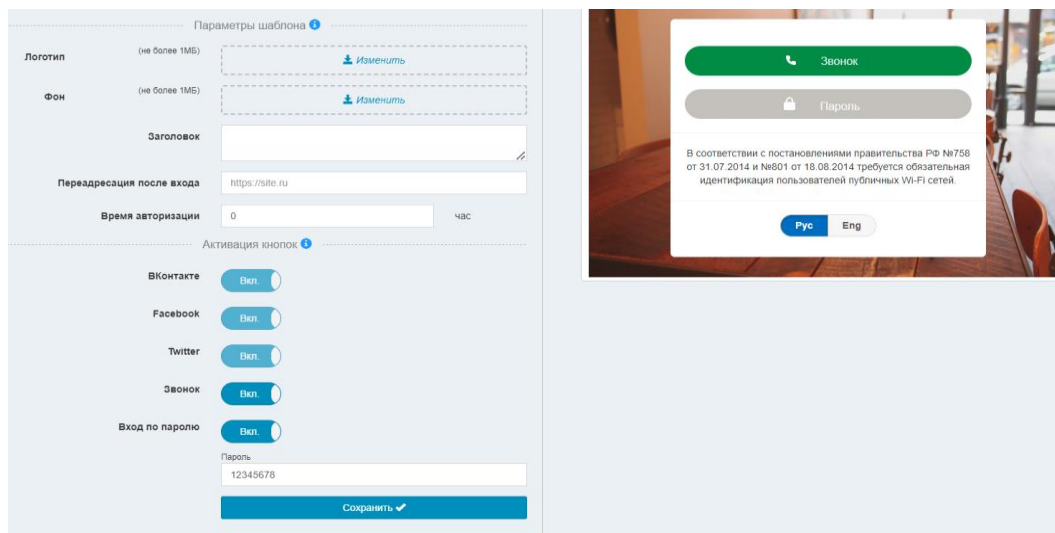 Параметры шаблона
Логотип (не более 1МБ) Изменить
Фон (не более 1МБ) Изменить
Заголовок
Переадресация после входа https://site.ru
Время авторизации 0 час
Активация кнопок
ВКонтакте Вкл.
Facebook Вкл.
Twitter Вкл.
Звонок Вкл.
Вход по паролю Вкл.
Пароль
12345678
Сохранить
Звонок
Пароль
В соответствии с постановлениями правительства РФ №758
от 31.07.2014 и №801 от 18.08.2014 требуется обязательная
идентификация пользователей публичных Wi-Fi сетей.
Рус Eng